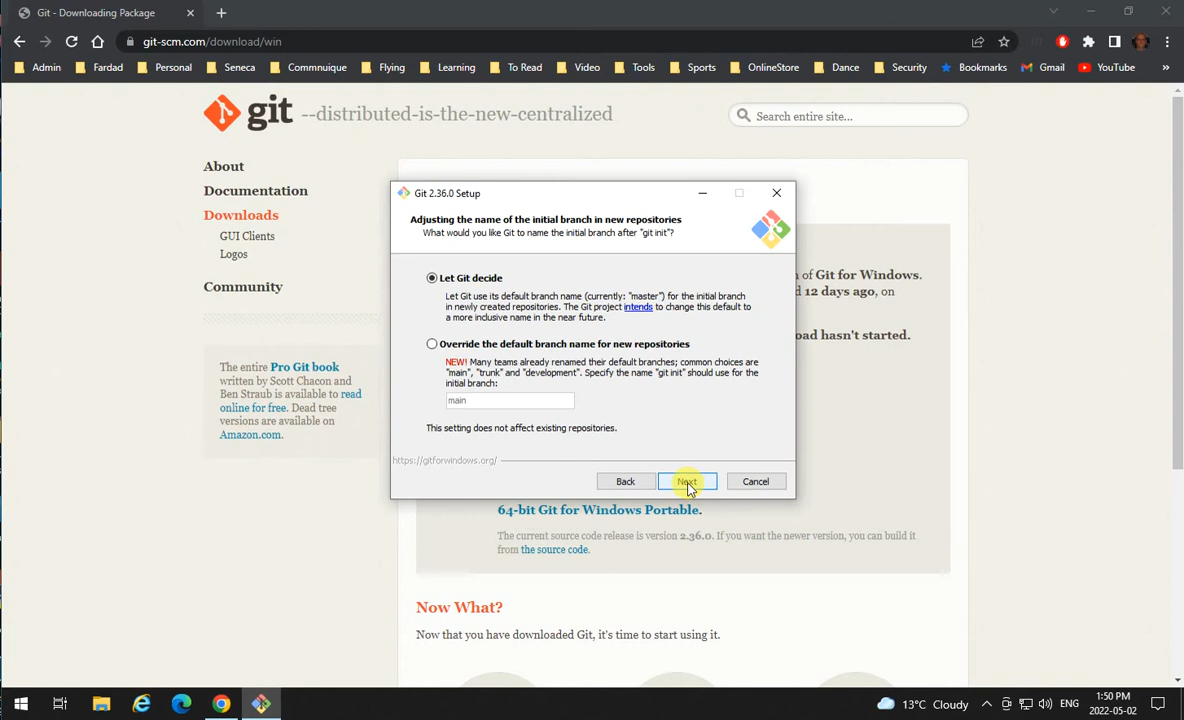 Git - Downloading Package
git-scm.com/download/win
Admin Fardad Personal Seneca Commnuique Flying Learning To Read Video Tools Sports OnlineStore Dance Security Bookmarks Gmail YouTube
git --distributed-is-the-new-centralized
Search entire site...
About
Documentation
Downloads
GUI Clients
Logos
Community
The entire Pro Git book
written by Scott Chacon and
Ben Straub is available to read
online for free. Dead tree
versions are available on
Amazon.com.
Git 2.36.0 Setup
Adjusting the name of the initial branch in new repositories
What would you like Git to name the initial branch after "git init"?
Let Git decide
Let Git use its default branch name (currently: "master") for the initial branch
in newly created repositories. The Git project intends to change this default to
a more inclusive name in the near future.
Override the default branch name for new repositories
NEW! Many teams already renamed their default branches; common choices are
"main", "trunk" and "development". Specify the name "git init" should use for the
initial branch:
main
This setting does not affect existing repositories.
https://gitforwindows.org/
Back Next Cancel
of Git for Windows.
12 days ago, on
hasn't started.
64-bit Git for Windows Portable.
The current source code release is version 2.36.0. If you want the newer version, you can build it
from the source code.
Now What?
Now that you have downloaded Git, it's time to start using it.
13°C Cloudy ENG
1:50 PM
2022-05-02